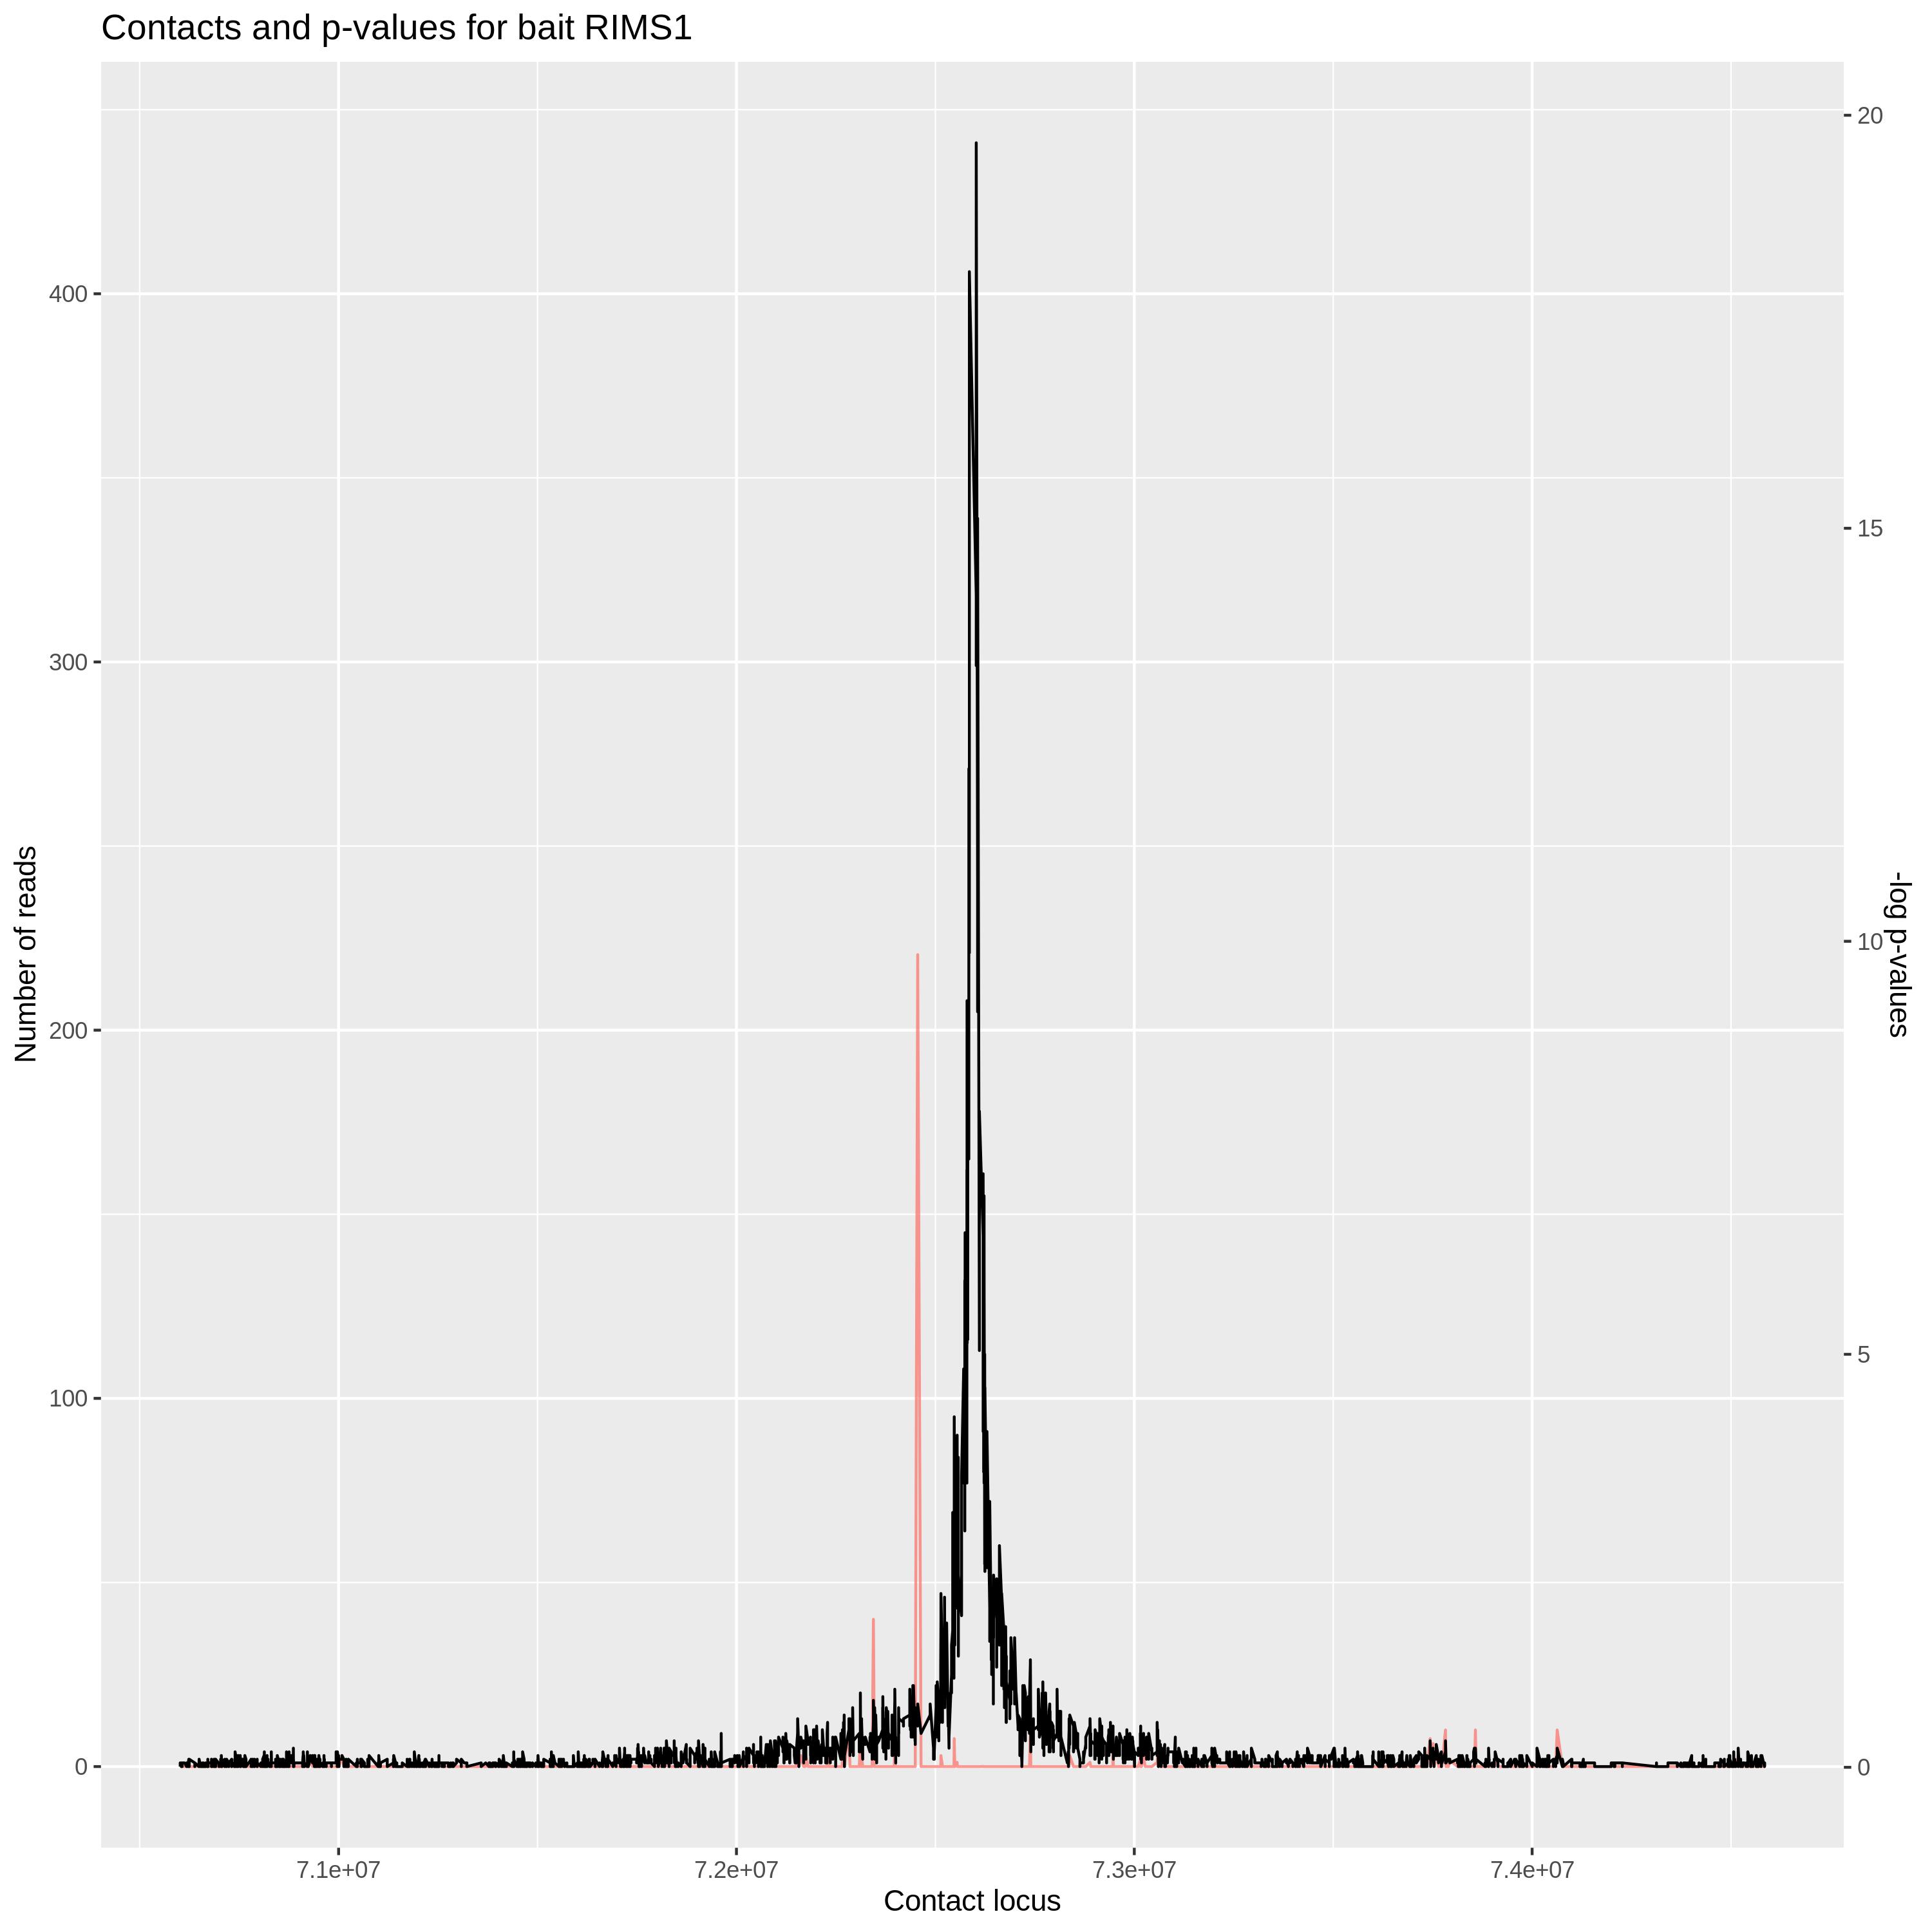 Contacts and p-values for bait RIMS1
Number of reads
400
300
200
100
0
20
15
10
5
0
-log p-values
7.1e+07
7.2e+07
7.3e+07
7.4e+07
Contact locus